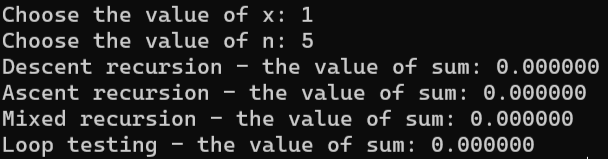 Choose the value of x: 1
Choose the value of n: 5
Descent recursion - the value of sum: 0.000000
Ascent recursion - the value of sum: 0.000000
Mixed recursion - the value of sum: 0.000000
Loop testing - the value of sum: 0.000000